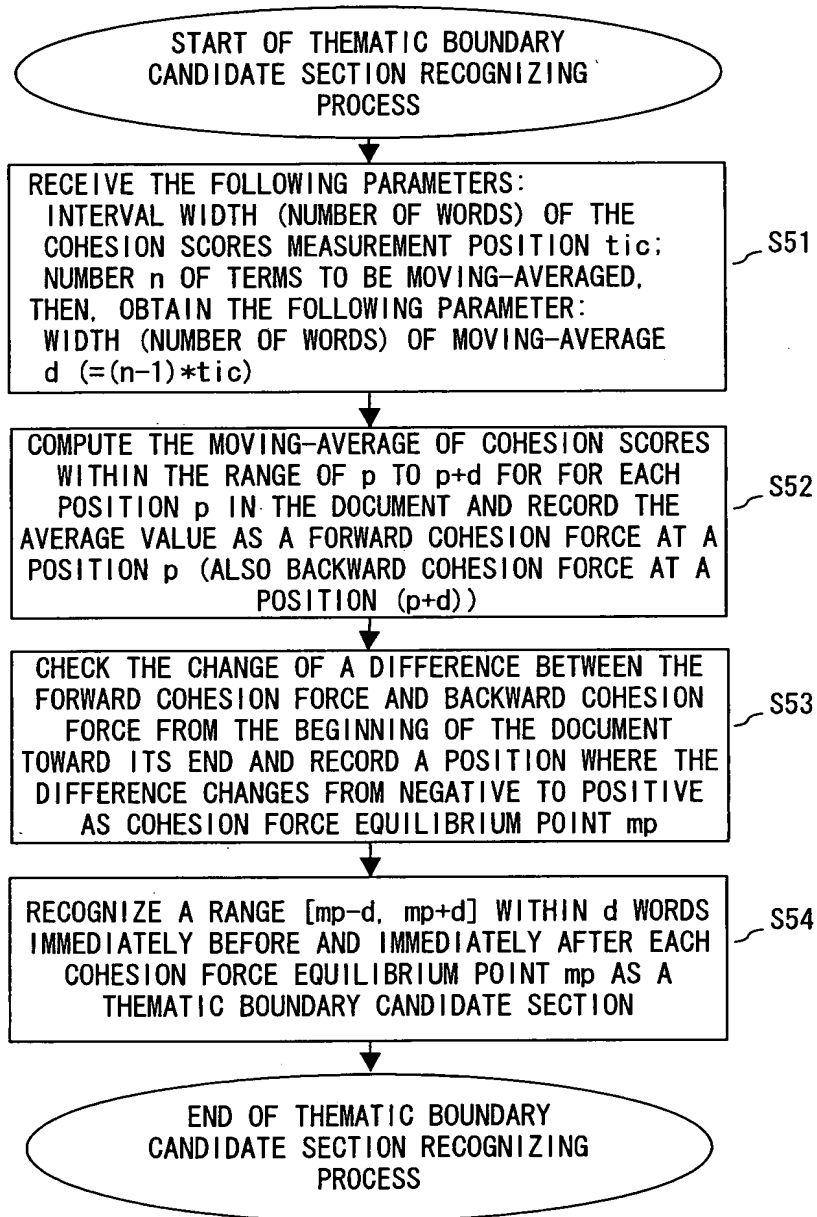 START OF THEMATIC BOUNDARY
CANDIDATE SECTION RECOGNIZING
PROCESS
RECEIVE THE FOLLOWING PARAMETERS:
INTERVAL WIDTH (NUMBER OF WORDS) OF THE
COHESION SCORES MEASUREMENT POSITION tic;
NUMBER n OF TERMS TO BE MOVING-AVERAGED,
THEN, OBTAIN THE FOLLOWING PARAMETER:
WIDTH (NUMBER OF WORDS) OF MOVING-AVERAGE
d (=(n-1)*tic)
S51
COMPUTE THE MOVING-AVERAGE OF COHESION SCORES
WITHIN THE RANGE OF p TO p+d FOR FOR EACH
POSITION p IN THE DOCUMENT AND RECORD THE
AVERAGE VALUE AS A FORWARD COHESION FORCE AT A
POSITION p (ALSO BACKWARD COHESION FORCE AT A
POSITION (p+d))
S52
CHECK THE CHANGE OF A DIFFERENCE BETWEEN THE
FORWARD COHESION FORCE AND BACKWARD COHESION
FORCE FROM THE BEGINNING OF THE DOCUMENT
TOWARD ITS END AND RECORD A POSITION WHERE THE
DIFFERENCE CHANGES FROM NEGATIVE TO POSITIVE
AS COHESION FORCE EQUILIBRIUM POINT mp
S53
RECOGNIZE A RANGE [mp-d, mp+d] WITHIN d WORDS
IMMEDIATELY BEFORE AND IMMEDIATELY AFTER EACH
COHESION FORCE EQUILIBRIUM POINT mp AS A
THEMATIC BOUNDARY CANDIDATE SECTION
S54
END OF THEMATIC BOUNDARY
CANDIDATE SECTION RECOGNIZING
PROCESS